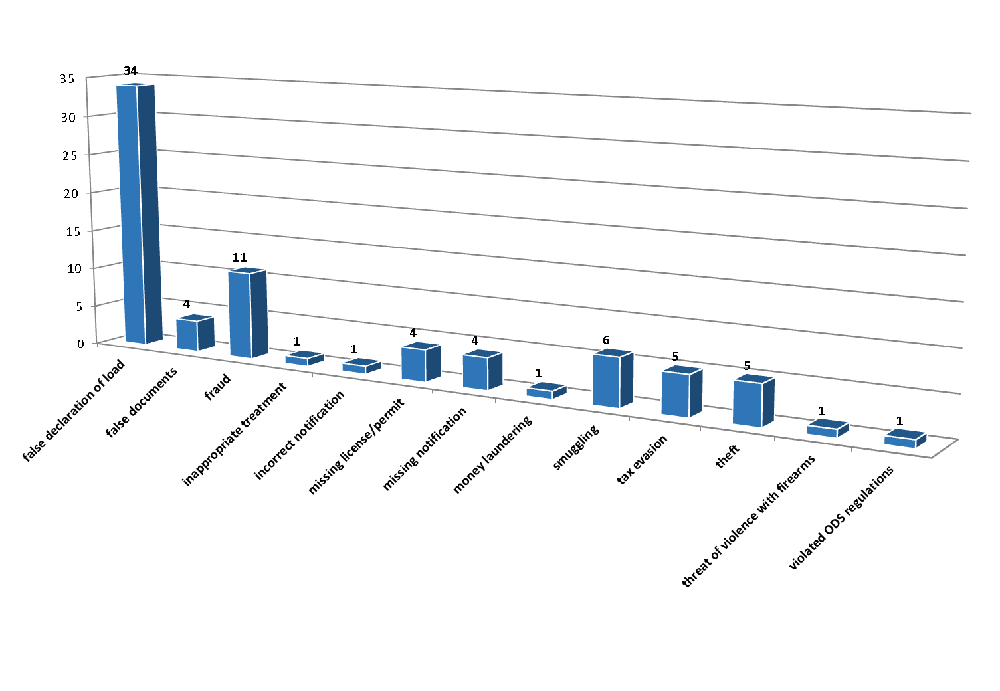 34
35
30
25
20
15
10
5
0
4
11
1
1
4
4
1
6
5
5
1
1
false declaration of load
false documents
fraud
inappropriate treatment
incorrect notification
missing license/permit
missing notification
money laundering
smuggling
tax evasion
theft
threat of violence with firearms
violated ODS regulations